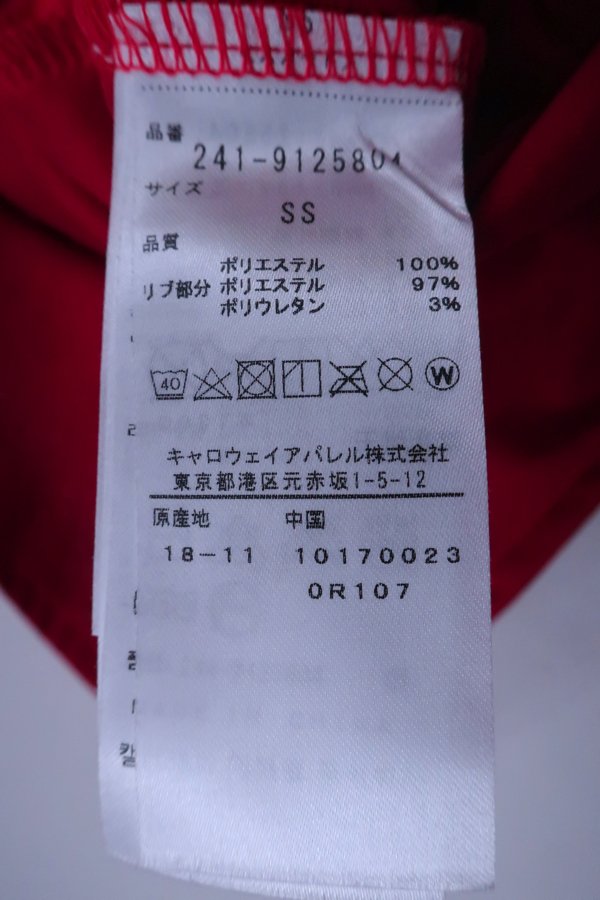 品番
241-9125804
サイズ
SS
品質
ポリエステル 100%
リブ部分 ポリエステル 97%
ポリウレタン 3%
40 W
キャロウェイアパレル株式会社
東京都港区元赤坂1-5-12
原産地 中国
18-11 10170023
0R107
칼